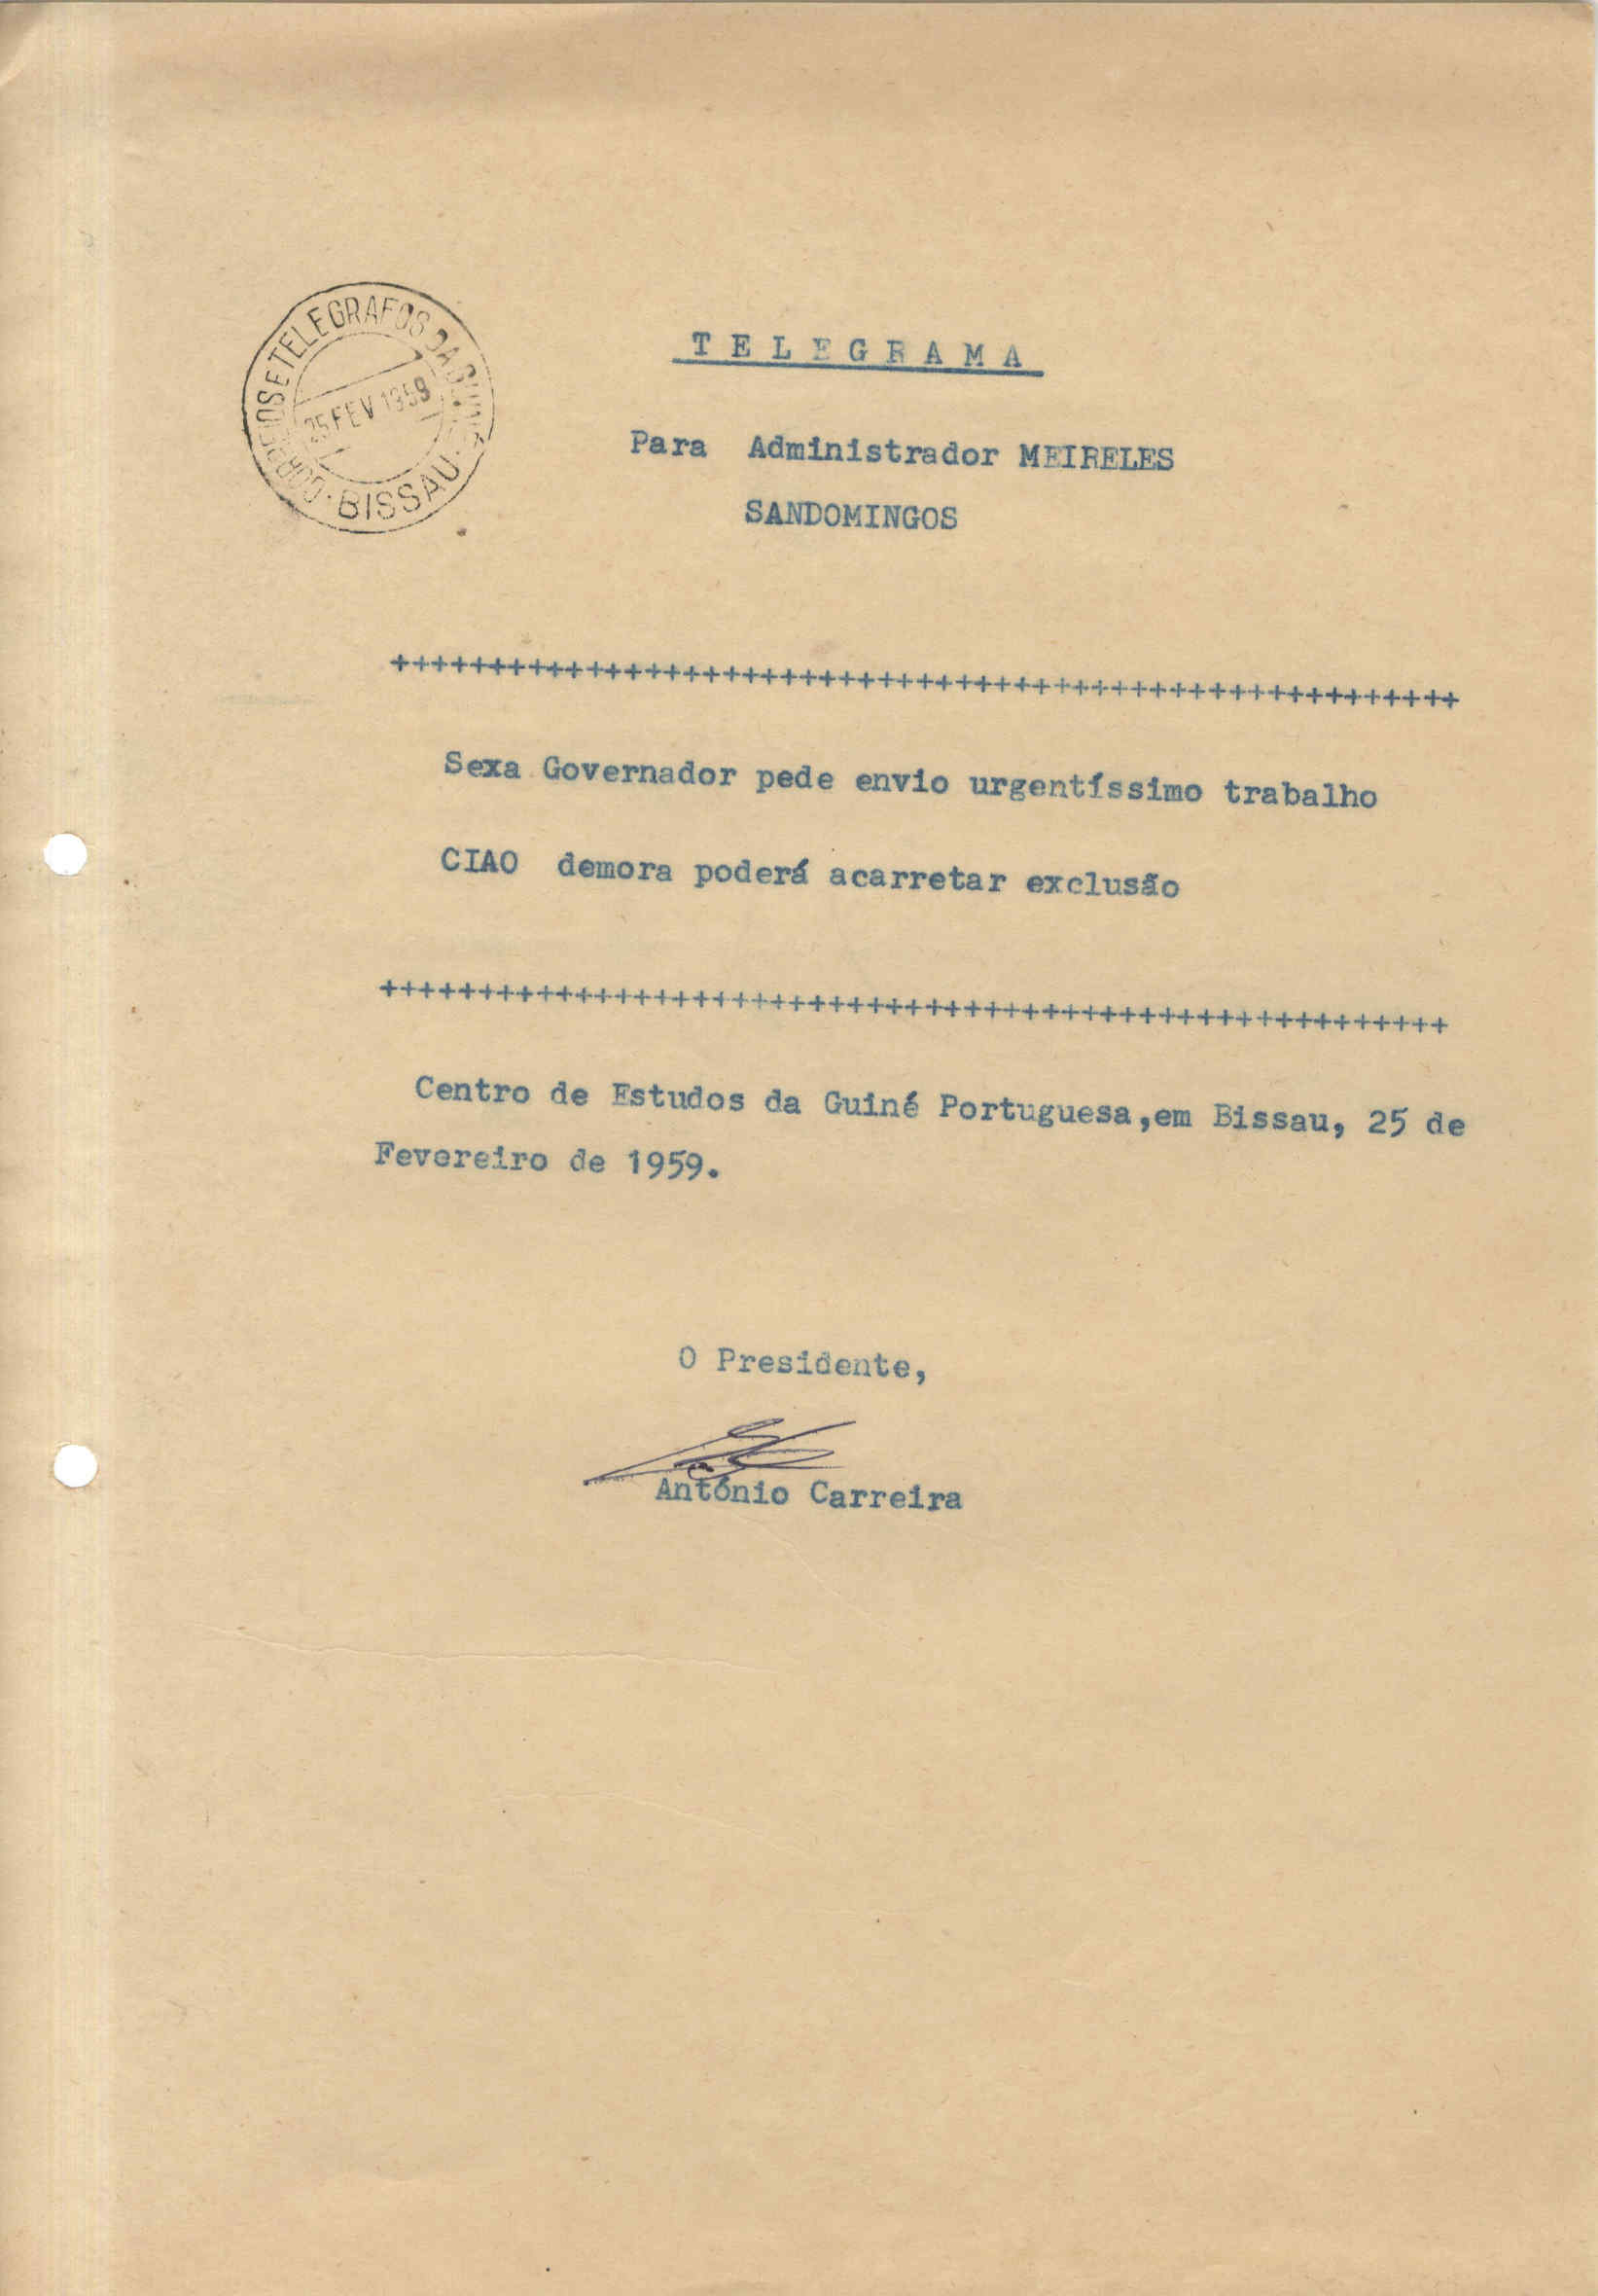 CORREIOS E TELEGRAFOS DA GUINÉ
25 FEV 1959
BISSAU
T E L E G R A M A
Para Administrador MEIRELES
SANDOMINGOS
+++++++++++++++++++++++++++++++++++++++++++++++++++++++
Sexa Governador pede envio urgentíssimo trabalho
CIAO demora poderá acarretar exclusão
+++++++++++++++++++++++++++++++++++++++++++++++++++++++
Centro de Estudos da Guiné Portuguesa,em Bissau, 25 de
Fevereiro de 1959.
O Presidente,
António Carreira